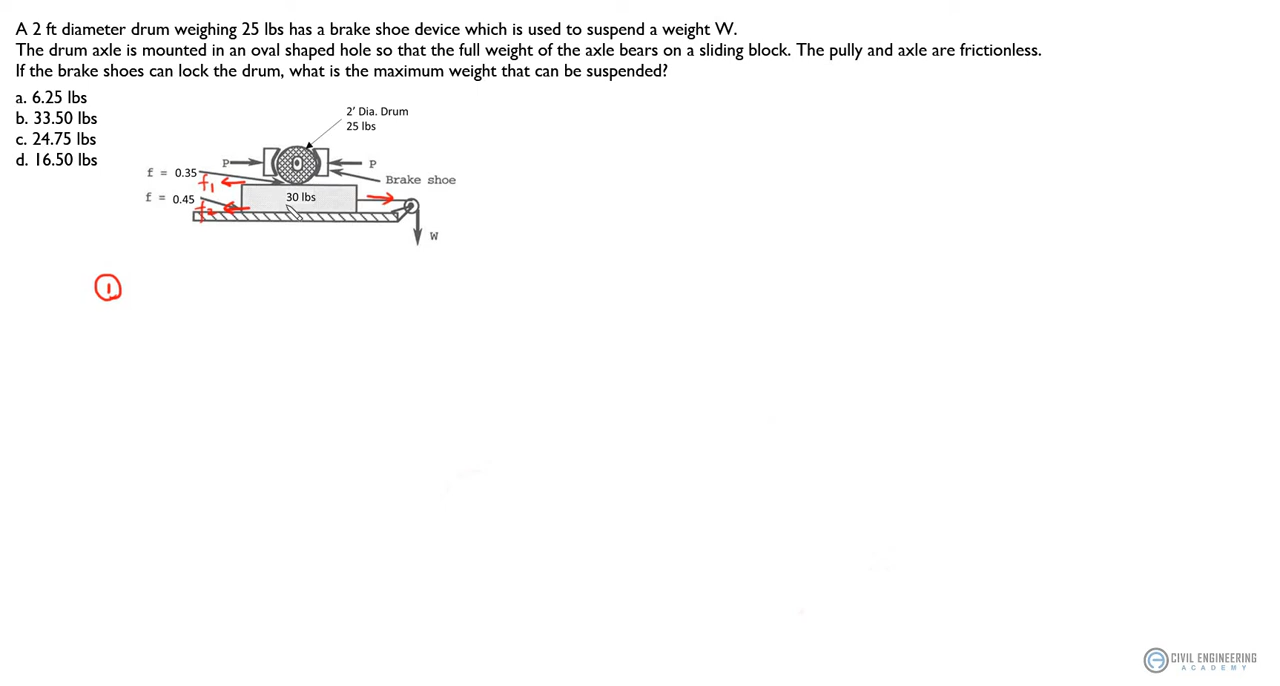 A 2 ft diameter drum weighing 25 lbs has a brake shoe device which is used to suspend a weight W.
The drum axle is mounted in an oval shaped hole so that the full weight of the axle bears on a sliding block. The pully and axle are frictionless.
If the brake shoes can lock the drum, what is the maximum weight that can be suspended?
a. 6.25 lbs
b. 33.50 lbs
c. 24.75 lbs
d. 16.50 lbs
2' Dia. Drum
25 lbs
P
P
f = 0.35
f1
Brake shoe
f = 0.45
f2
30 lbs
W
1
CIVIL ENGINEERING
ACADEMY